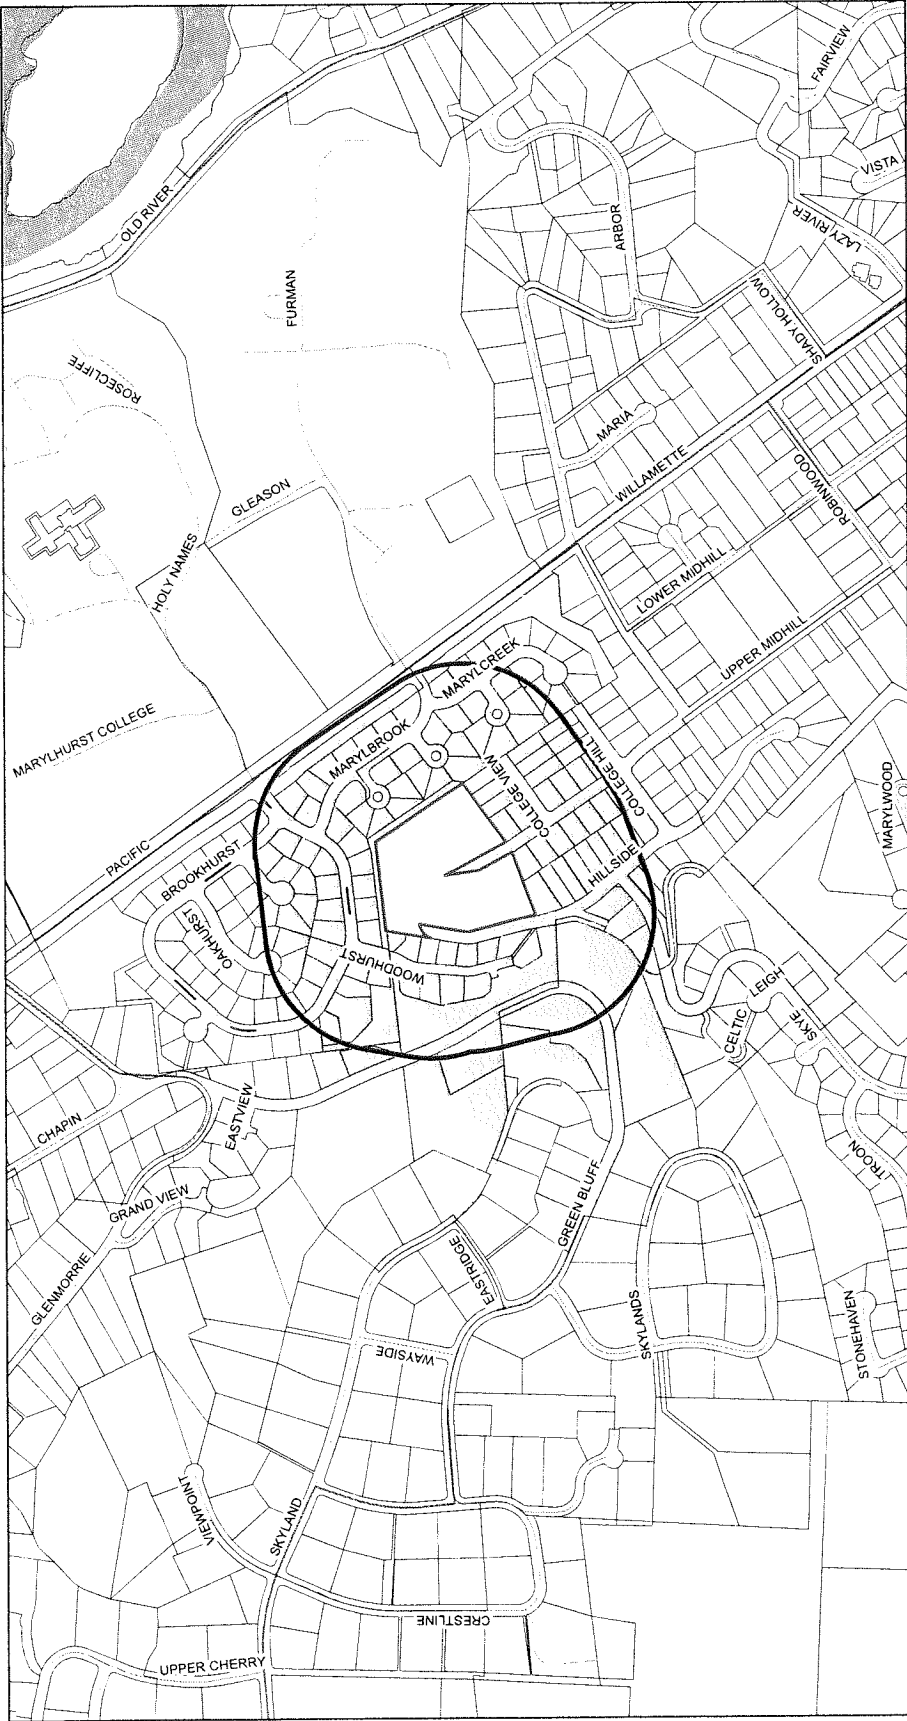 FAIRVIEW
VISTA
OLD RIVER
ARBOR
LAZY RIVER
FURMAN
SHADY HOLLOW
ROSECLIFFE
MARIA
WILLAMETTE
GLEASON
ROBINWOOD
HOLY NAMES
LOWER MIDHILL
UPPER MIDHILL
MARYLCREEK
MARYLHURST COLLEGE
MARYLBROOK
COLLEGE VIEW
COLLEGE HILL
MARYLWOOD
PACIFIC
BROOKHURST
HILLSIDE
OAKHURST
WOODHURST
LEIGH
CELTIC
SKYE
CHAPIN
EASTVIEW
TROON
GRAND VIEW
GREEN BLUFF
GLENMORRIE
EASTRIDGE
SKYLANDS
STONEHAVEN
WAYSIDE
VIEWPOINT
SKYLAND
CRESTLINE
UPPER CHERRY